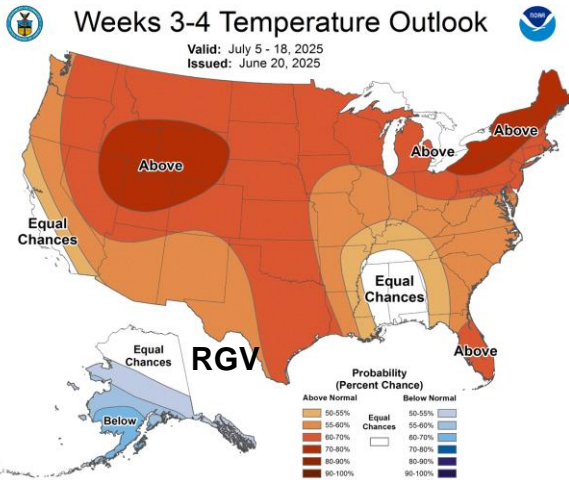 Weeks 3-4 Temperature Outlook
Valid: July 5 - 18, 2025
Issued: June 20, 2025
NOAA
Above
Above
Above
Equal
Chances
Equal
Chances
Above
Equal
Chances
RGV
Below
Probability
(Percent Chance)
Above Normal
50-55%
55-60%
60-70%
70-80%
80-90%
90-100%
Equal
Chances
Below Normal
50-55%
55-60%
60-70%
70-80%
80-90%
90-100%